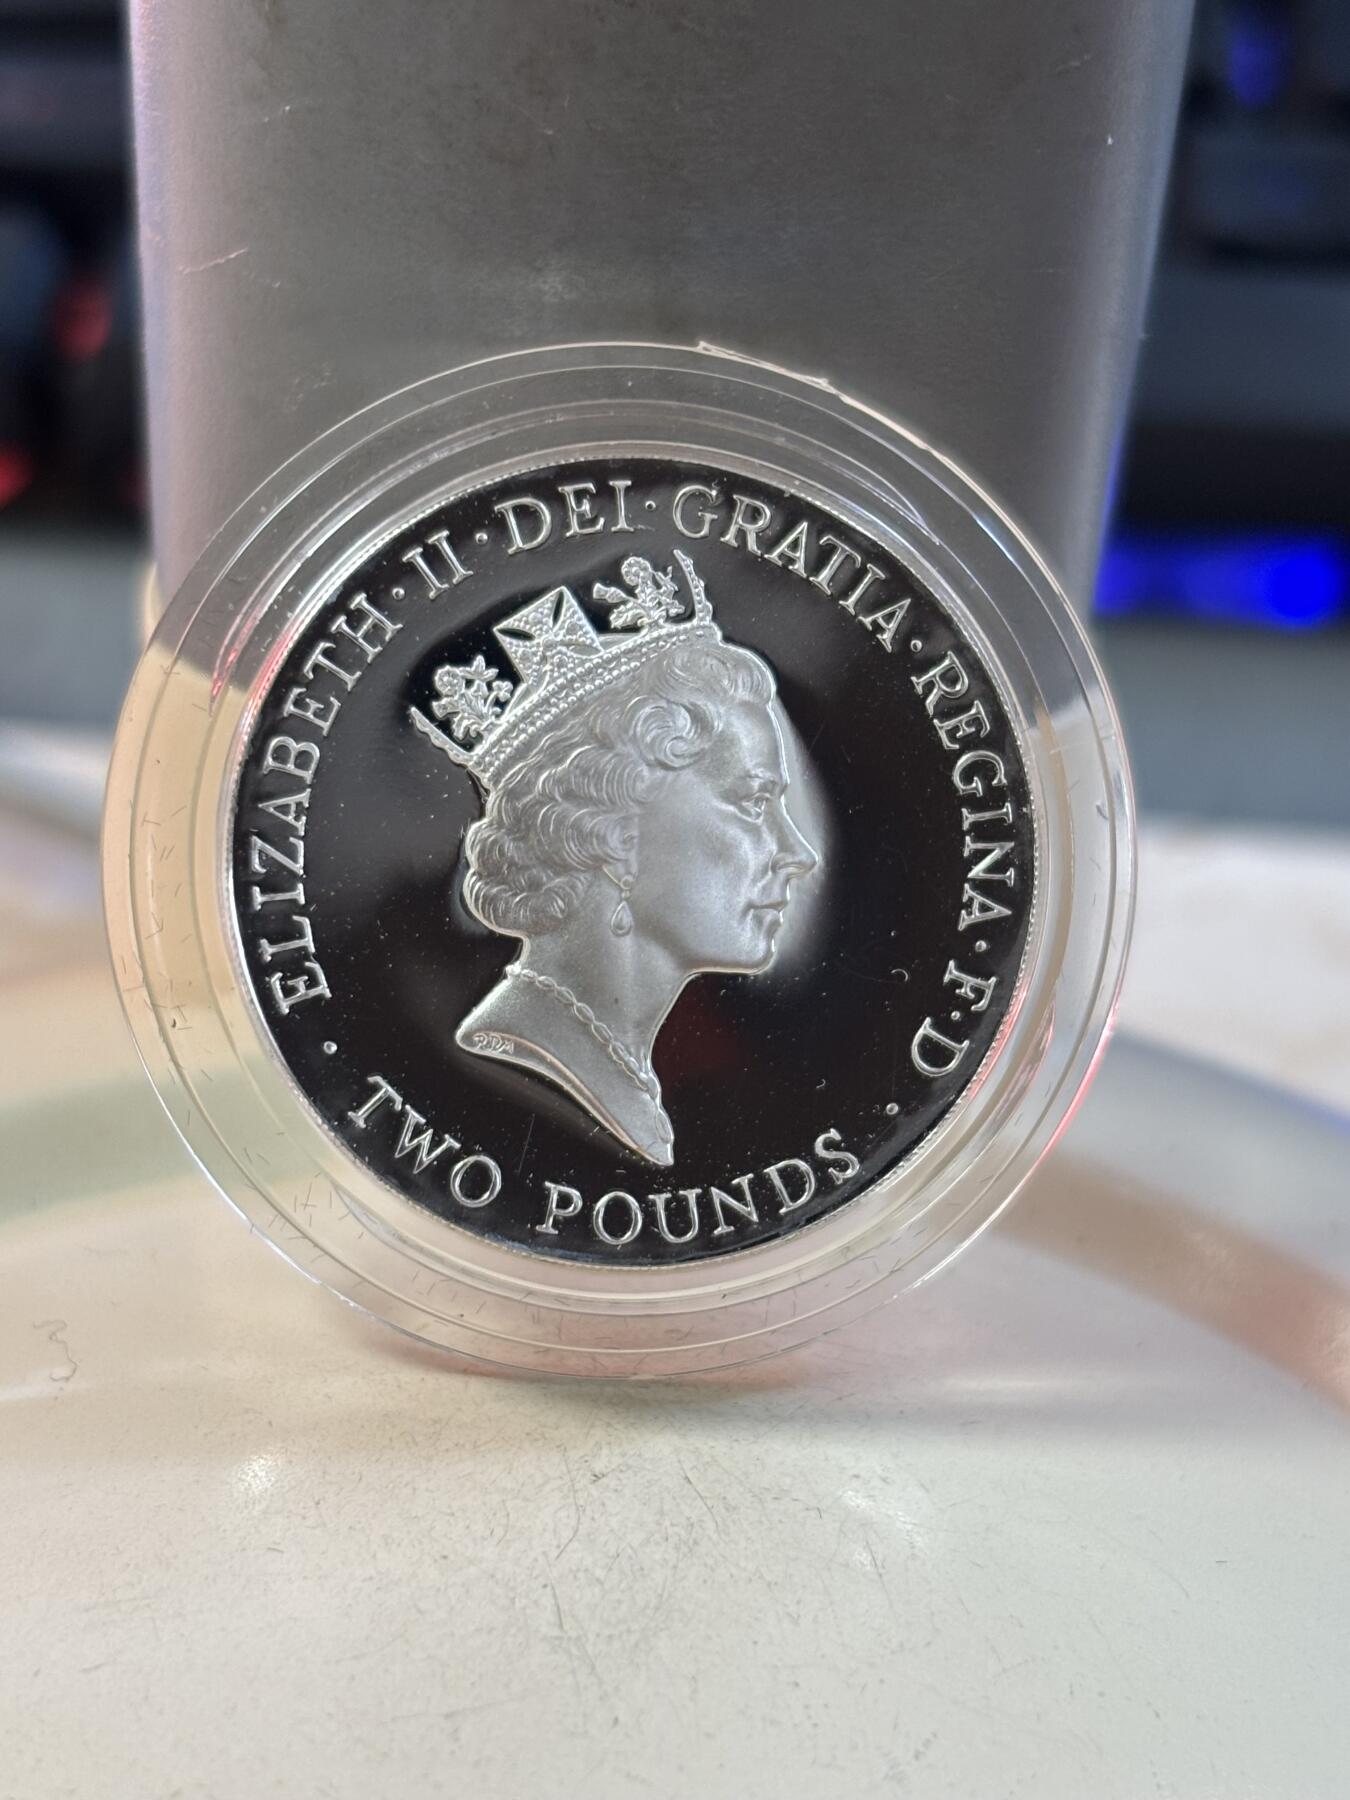 ELIZABETH · II · DEI · GRATIA · REGINA · F · D ·
TWO POUNDS ·
RDM